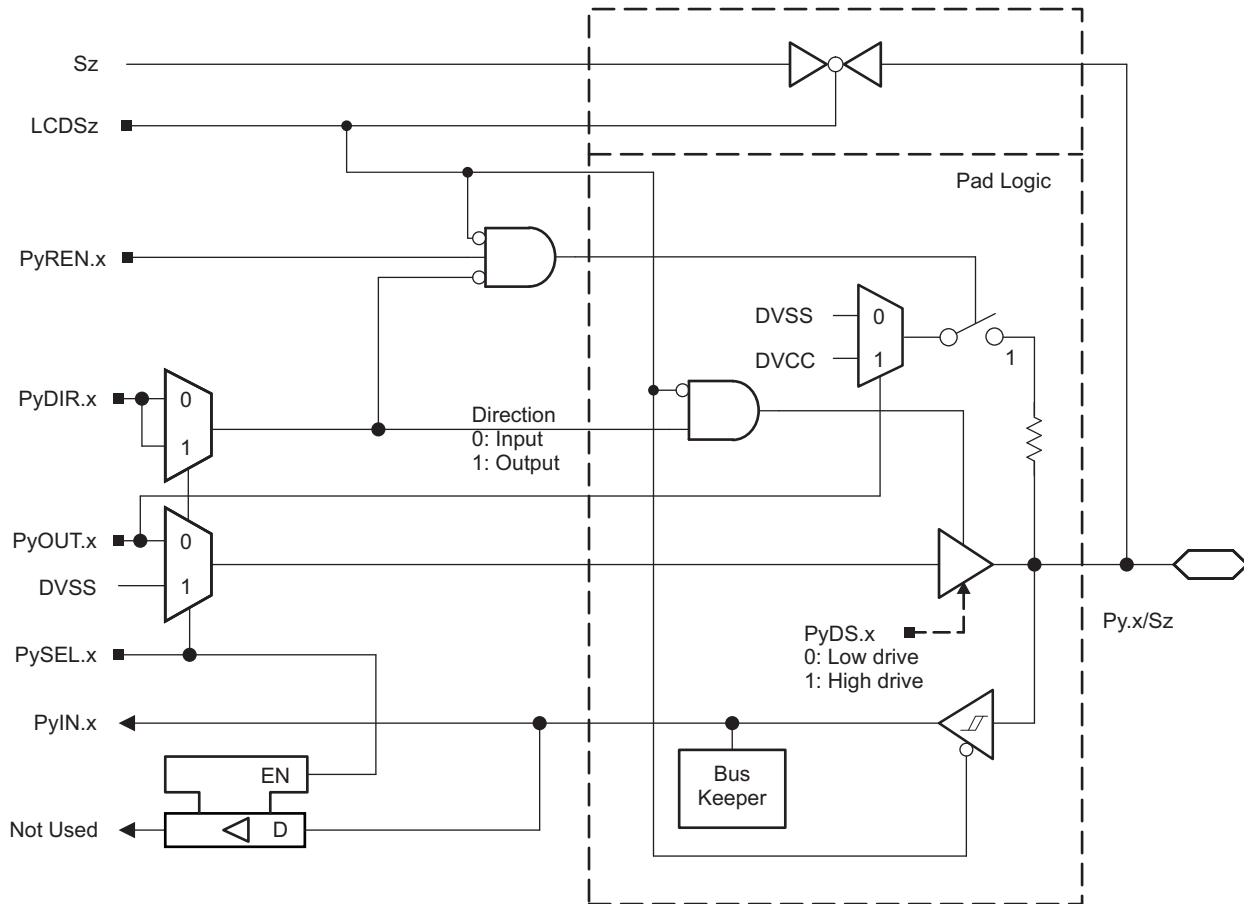 Sz
LCDSz
Pad Logic
PyREN.x
DVSS
0
DVCC
1
1
PyDIR.x
0
1
Direction
0: Input
1: Output
PyOUT.x
0
DVSS
1
PySEL.x
PyDS.x
0: Low drive
1: High drive
Py.x/Sz
PyIN.x
EN
Bus
Keeper
Not Used
D